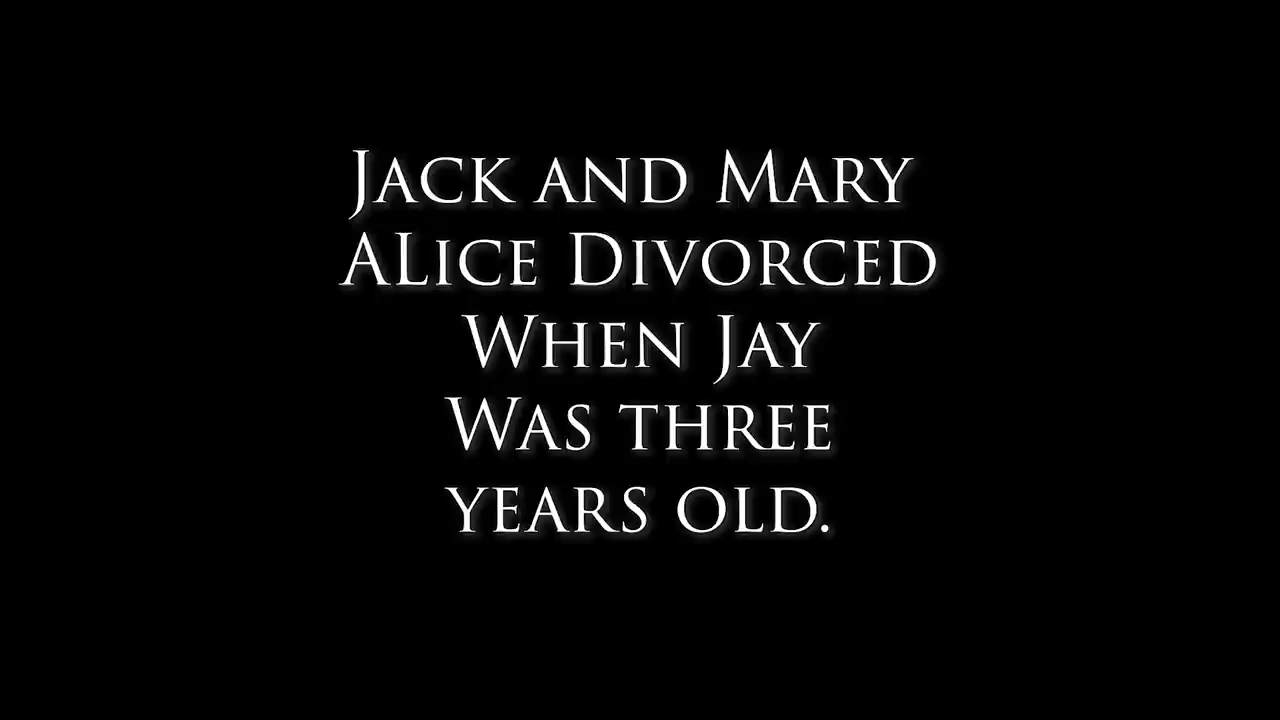 Jack and Mary
ALice Divorced
When Jay
Was three
years old.